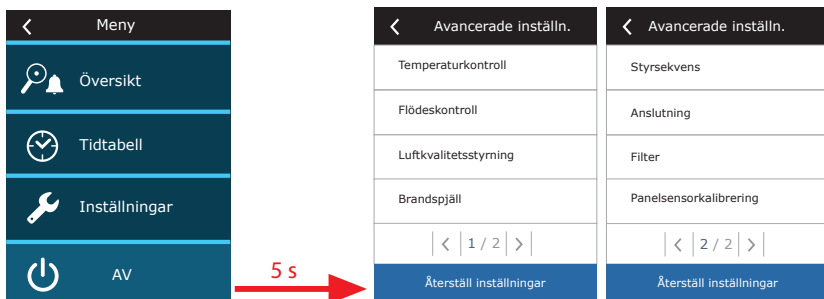 Meny
Översikt
Tidtabell
Inställningar
AV
5 s
Avancerade inställn.
Temperaturkontroll
Flödeskontroll
Luftkvalitetsstyrning
Brandspjäll
1 / 2
Återställ inställningar
Avancerade inställn.
Styrsekvens
Anslutning
Filter
Panelsensorkalibrering
2 / 2
Återställ inställningar